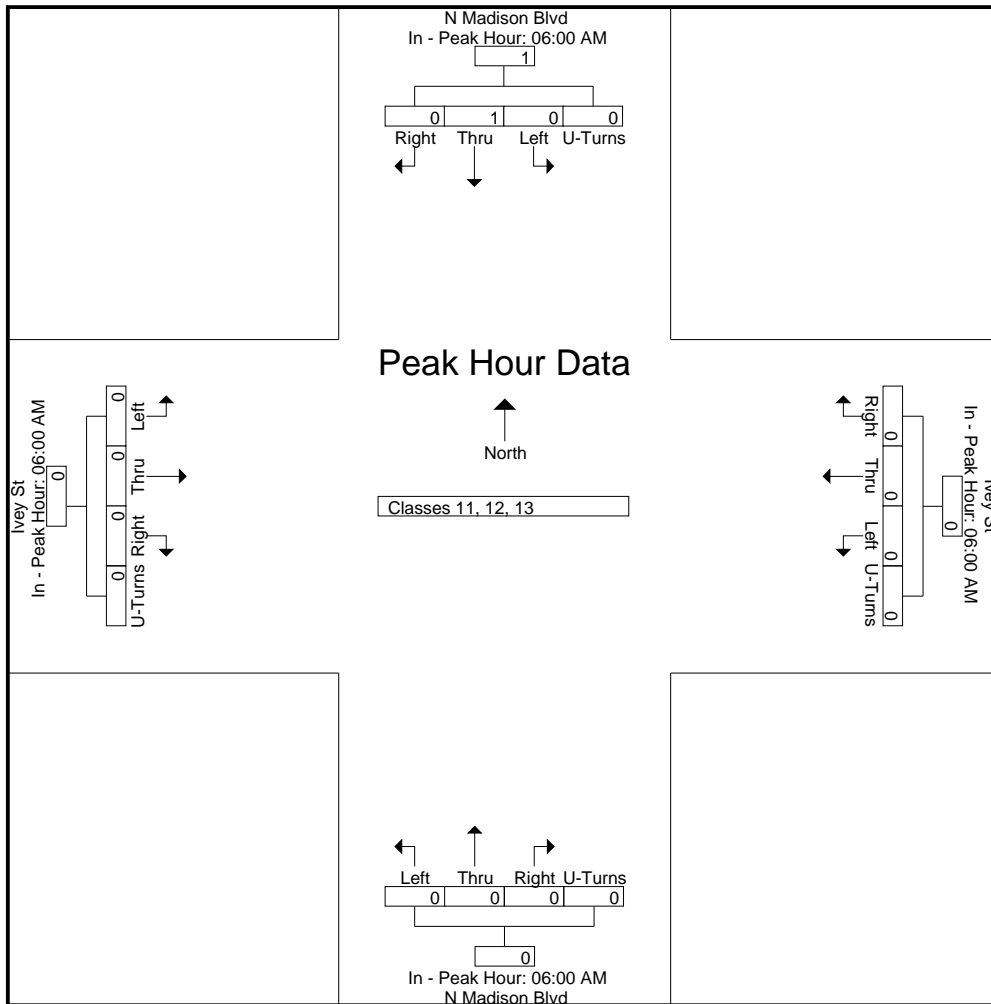 N Madison Blvd
In - Peak Hour: 06:00 AM
1
0 1 0 0
Right Thru Left U-Turns
Peak Hour Data
North
Classes 11, 12, 13
Ivey St
In - Peak Hour: 06:00 AM
0
0 0 0 0
Left Thru Right U-Turns
Ivey St
In - Peak Hour: 06:00 AM
0
0 0 0 0
Right Thru Left U-Turns
Left Thru Right U-Turns
0 0 0 0
0
In - Peak Hour: 06:00 AM
N Madison Blvd